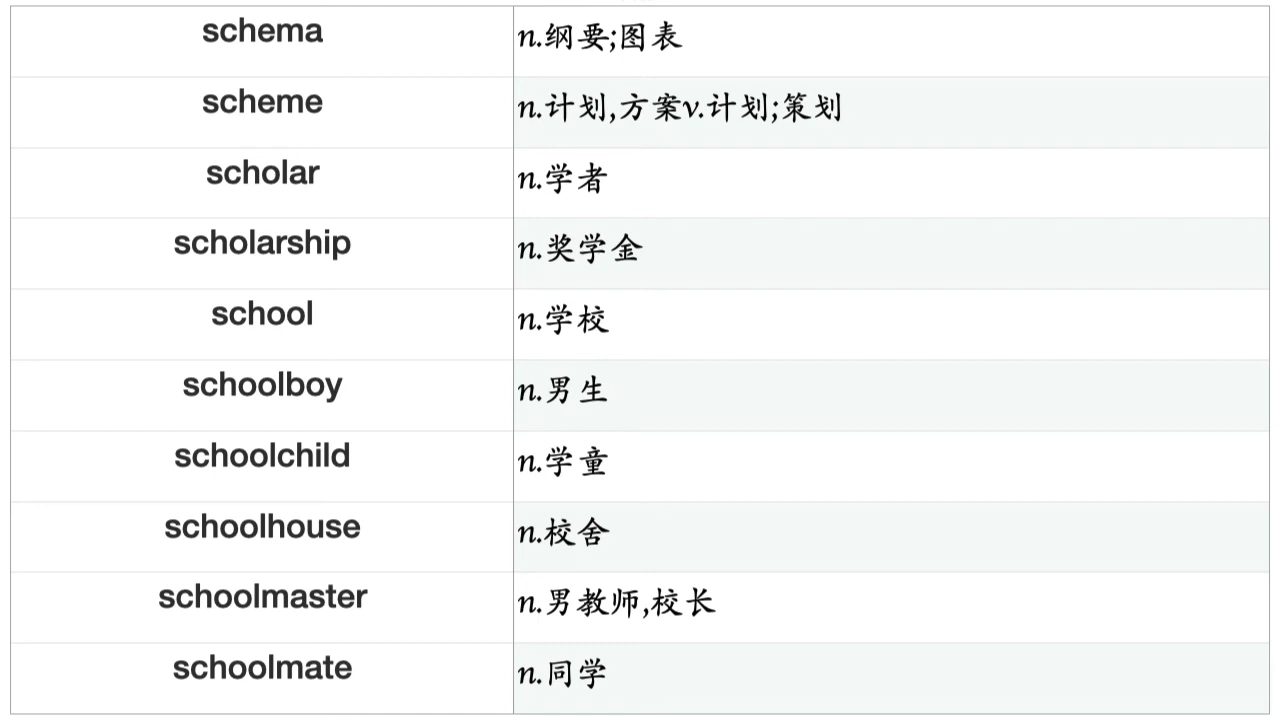 schema n.纲要;图表
scheme n.计划,方案v.计划;策划
scholar n.学者
scholarship n.奖学金
school n.学校
schoolboy n.男生
schoolchild n.学童
schoolhouse n.校舍
schoolmaster n.男教师,校长
schoolmate n.同学